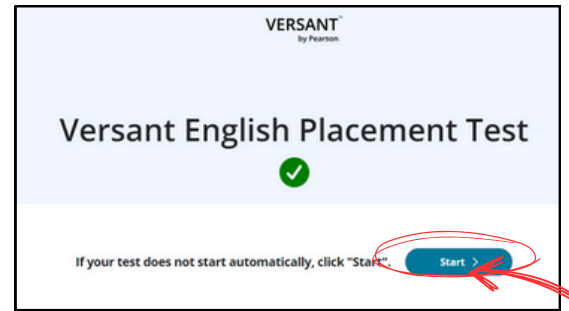 VERSANT™
by Pearson
Versant English Placement Test
If your test does not start automatically, click "Start". Start >